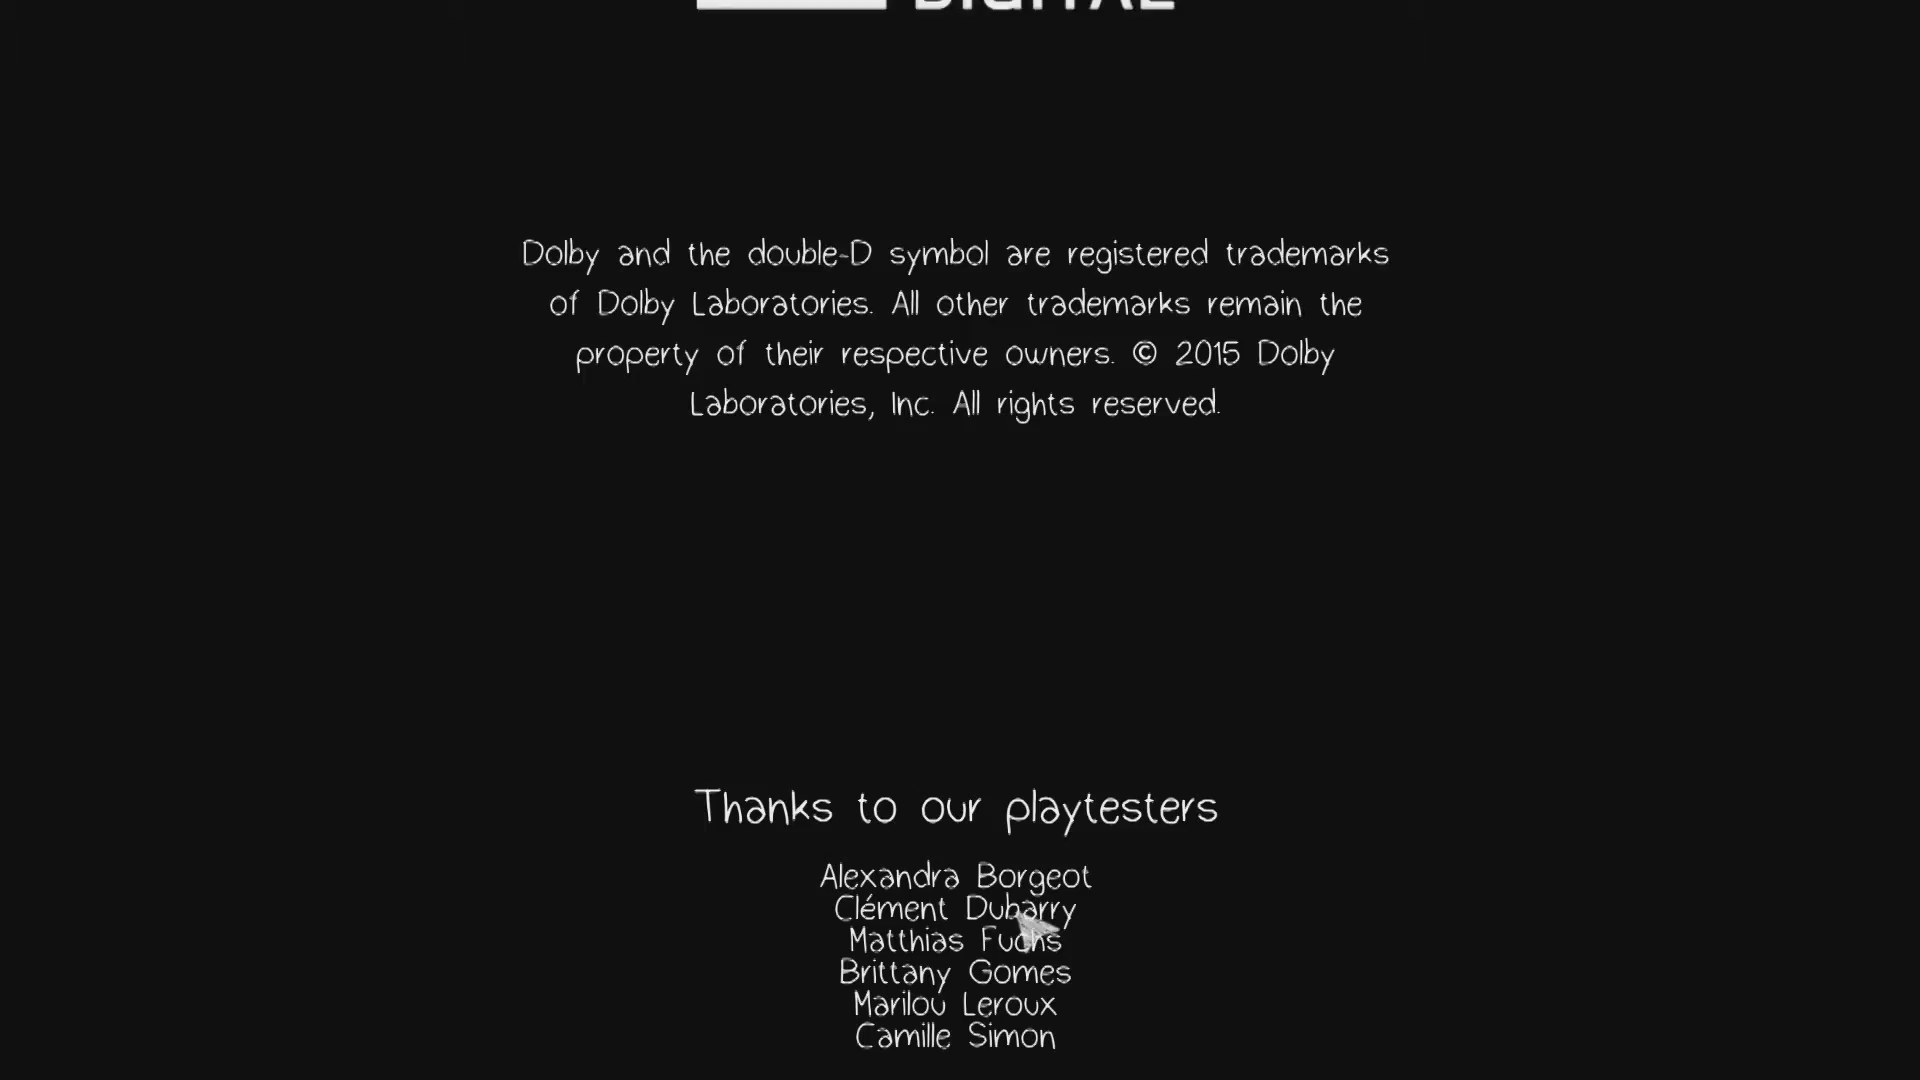 DIGITAL
Dolby and the double-D symbol are registered trademarks
of Dolby Laboratories. All other trademarks remain the
property of their respective owners. © 2015 Dolby
Laboratories, Inc. All rights reserved.
Thanks to our playtesters
Alexandra Borgeot
Clément Dubarry
Matthias Fuchs
Brittany Gomes
Marilou Leroux
Camille Simon